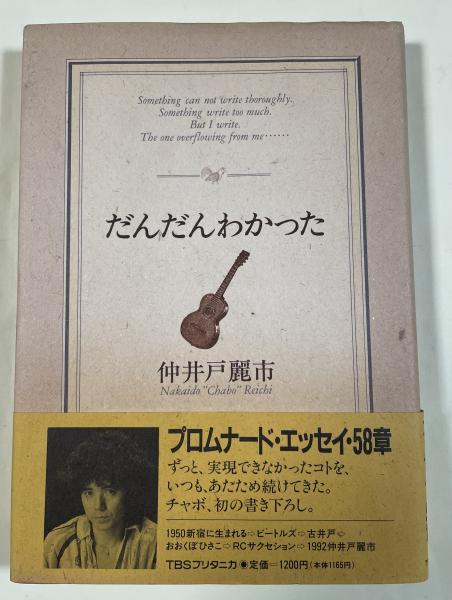 Something can not write thoroughly.
Something write too much.
But I write.
The one overflowing from me······
だんだんわかった
仲井戸麗市
Nakaido "Chabo" Reichi
プロムナード・エッセイ・58章
ずっと、実現できなかったコトを、
いつも、あだため続けてきた。
チャボ、初の書き下ろし。
1950新宿に生まれる⇨ビートルズ⇨古井戸⇨
おおくぼひさこ⇨RCサクセション⇨1992仲井戸麗市
TBSブリタニカ●定価=1200円(本体1165円)